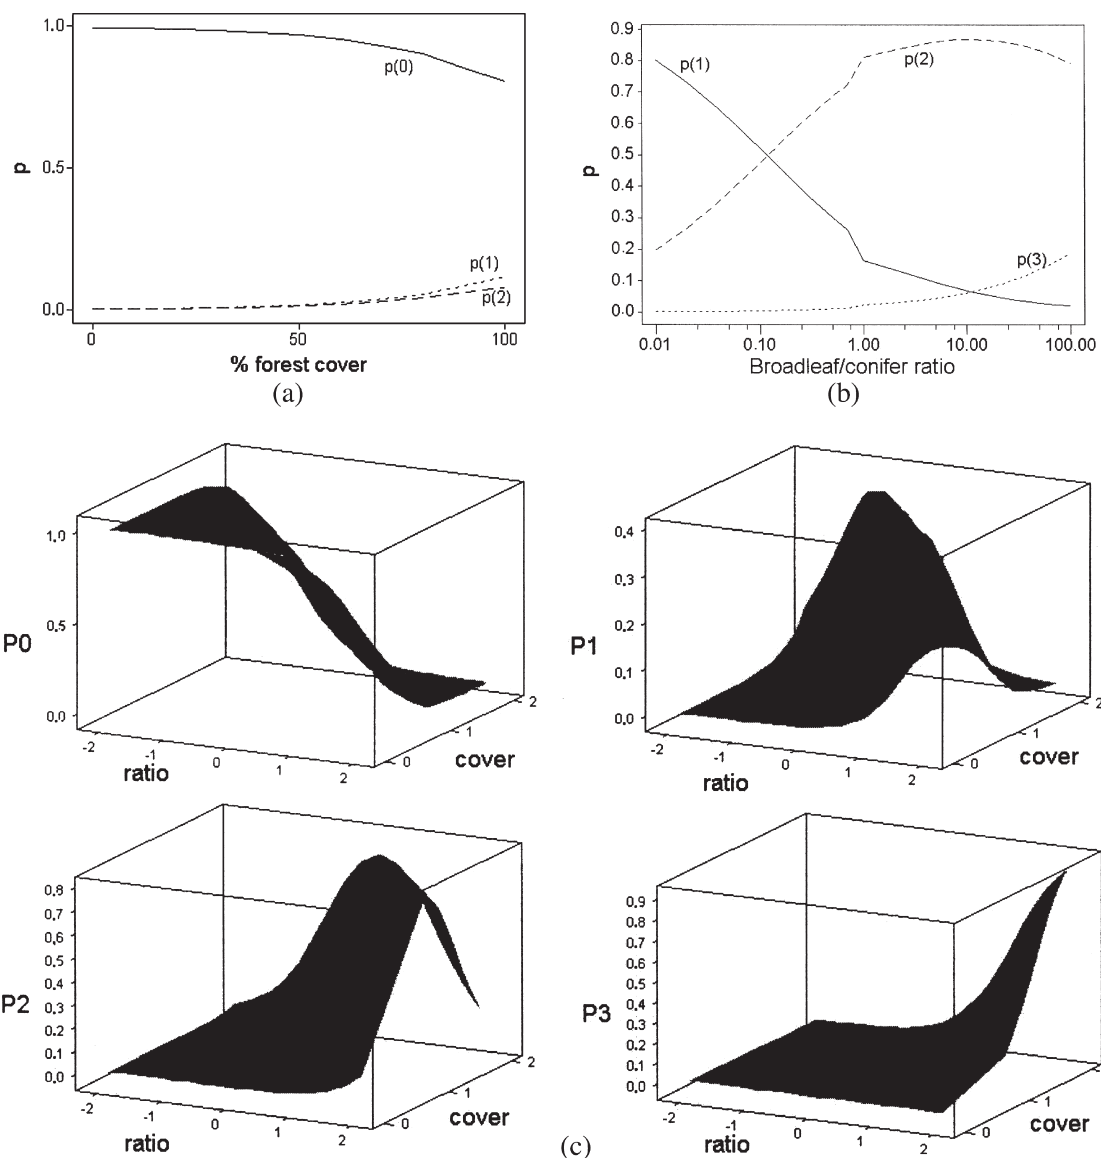 1.0
p(0)
p
0.5
p(1)
p(2)
0.0
0 50 100
% forest cover
(a)
0.9
0.8
p(1)
p(2)
0.7
0.6
0.5
p
0.4
0.3
0.2
p(3)
0.1
0.0
0.01 0.10 1.00 10.00 100.00
Broadleaf/conifer ratio
(b)
1.0
0.5
P0
0.0
-2 -1 0 1 2
ratio
0 1 2
cover
0.4
0.3
0.2
P1
0.1
0.0
-2 -1 0 1 2
ratio
0 1 2
cover
0.8
0.7
0.6
0.5
0.4
0.3
P2
0.2
0.1
0.0
-2 -1 0 1 2
ratio
0 1 2
cover
0.9
0.8
0.7
0.6
0.5
0.4
P3
0.3
0.2
0.1
0.0
-2 -1 0 1 2
ratio
0 1
cover
(c)